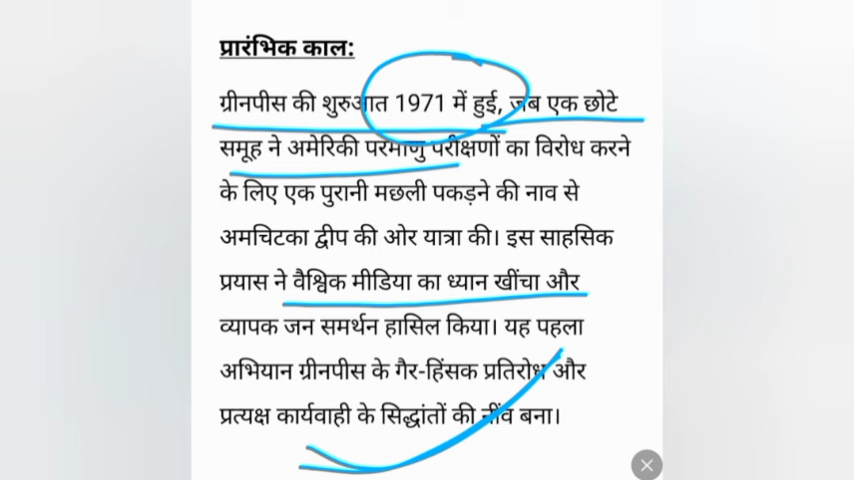 प्रारंभिक काल:
ग्रीनपीस की शुरुआत 1971 में हुई, जब एक छोटे
समूह ने अमेरिकी परमाणु परीक्षणों का विरोध करने
के लिए एक पुरानी मछली पकड़ने की नाव से
अमचिटका द्वीप की ओर यात्रा की। इस साहसिक
प्रयास ने वैश्विक मीडिया का ध्यान खींचा और
व्यापक जन समर्थन हासिल किया। यह पहला
अभियान ग्रीनपीस के गैर-हिंसक प्रतिरोध और
प्रत्यक्ष कार्यवाही के सिद्धांतों की नींव बना।